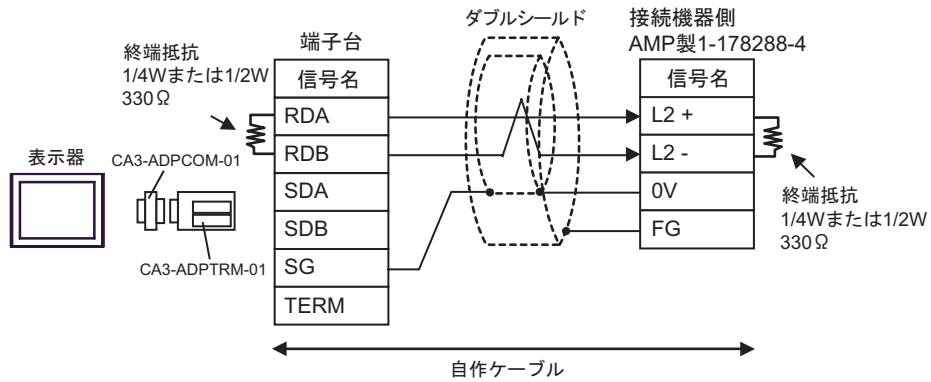 ダブルシールド
接続機器側
AMP製1-178288-4
端子台
終端抵抗
1/4Wまたは1/2W
330Ω
信号名
信号名
RDA
L2 +
RDB
L2 -
表示器
CA3-ADPCOM-01
SDA
0V
終端抵抗
1/4Wまたは1/2W
330Ω
SDB
FG
CA3-ADPTRM-01
SG
TERM
自作ケーブル